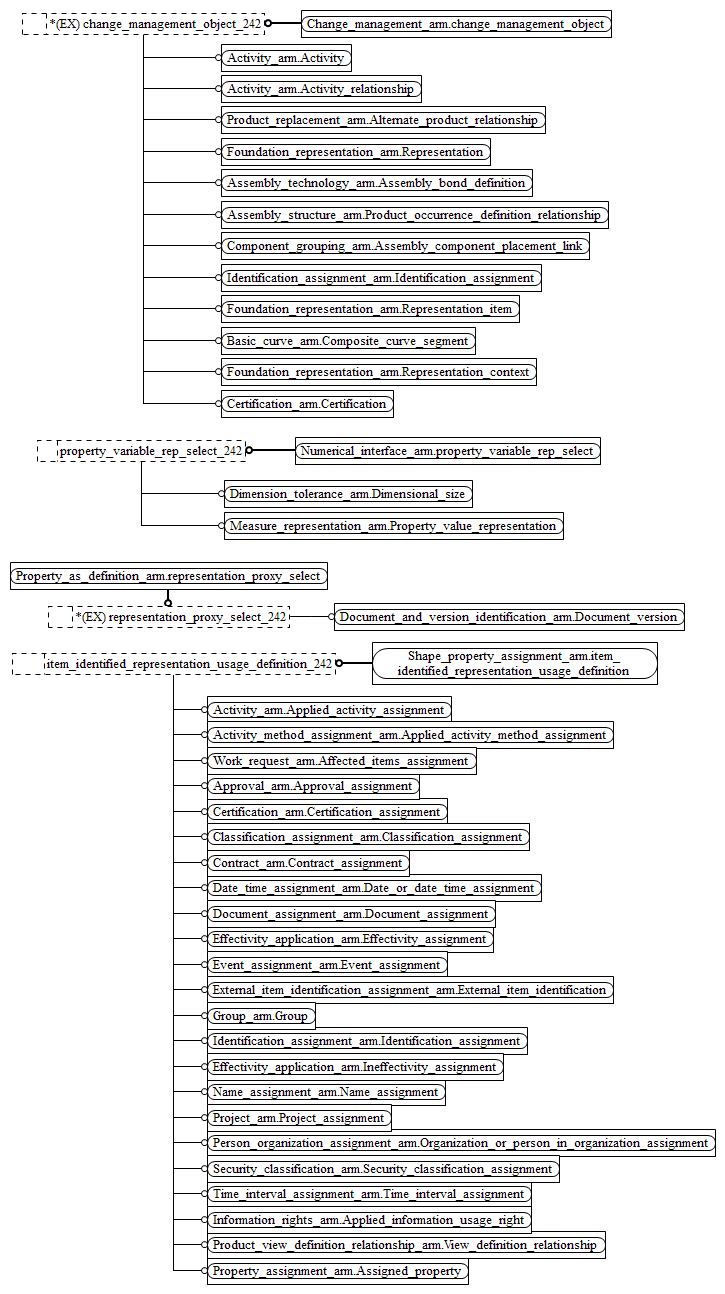 *(EX) change_management_object_242
Change_management_arm.change_management_object
Activity_arm.Activity
Activity_arm.Activity_relationship
Product_replacement_arm.Alternate_product_relationship
Foundation_representation_arm.Representation
Assembly_technology_arm.Assembly_bond_definition
Assembly_structure_arm.Product_occurrence_definition_relationship
Component_grouping_arm.Assembly_component_placement_link
Identification_assignment_arm.Identification_assignment
Foundation_representation_arm.Representation_item
Basic_curve_arm.Composite_curve_segment
Foundation_representation_arm.Representation_context
Certification_arm.Certification
property_variable_rep_select_242
Numerical_interface_arm.property_variable_rep_select
Dimension_tolerance_arm.Dimensional_size
Measure_representation_arm.Property_value_representation
Property_as_definition_arm.representation_proxy_select
*(EX) representation_proxy_select_242
Document_and_version_identification_arm.Document_version
item_identified_representation_usage_definition_242
Shape_property_assignment_arm.item_
identified_representation_usage_definition
Activity_arm.Applied_activity_assignment
Activity_method_assignment_arm.Applied_activity_method_assignment
Work_request_arm.Affected_items_assignment
Approval_arm.Approval_assignment
Certification_arm.Certification_assignment
Classification_assignment_arm.Classification_assignment
Contract_arm.Contract_assignment
Date_time_assignment_arm.Date_or_date_time_assignment
Document_assignment_arm.Document_assignment
Effectivity_application_arm.Effectivity_assignment
Event_assignment_arm.Event_assignment
External_item_identification_assignment_arm.External_item_identification
Group_arm.Group
Identification_assignment_arm.Identification_assignment
Effectivity_application_arm.Ineffectivity_assignment
Name_assignment_arm.Name_assignment
Project_arm.Project_assignment
Person_organization_assignment_arm.Organization_or_person_in_organization_assignment
Security_classification_arm.Security_classification_assignment
Time_interval_assignment_arm.Time_interval_assignment
Information_rights_arm.Applied_information_usage_right
Product_view_definition_relationship_arm.View_definition_relationship
Property_assignment_arm.Assigned_property